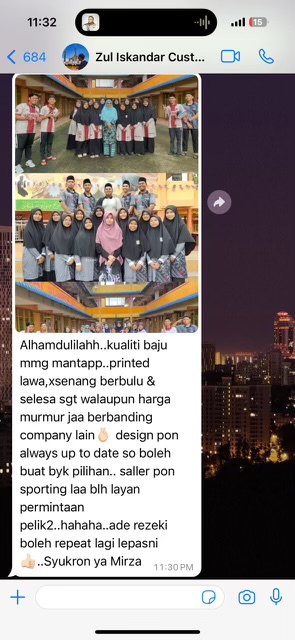 11:32
15
684
Zul Iskandar Cust...
Alhamdulilahh..kualiti baju
mmg mantapp..printed
lawa,xsenang berbulu &
selesa sgt walaupun harga
murmur jaa berbanding
company lain🫰🏻 design pon
always up to date so boleh
buat byk pilihan.. saller pon
sporting laa blh layan
permintaan
pelik2..hahaha..ade rezeki
boleh repeat lagi lepasni
👍🏻..Syukron ya Mirza
11:30 PM